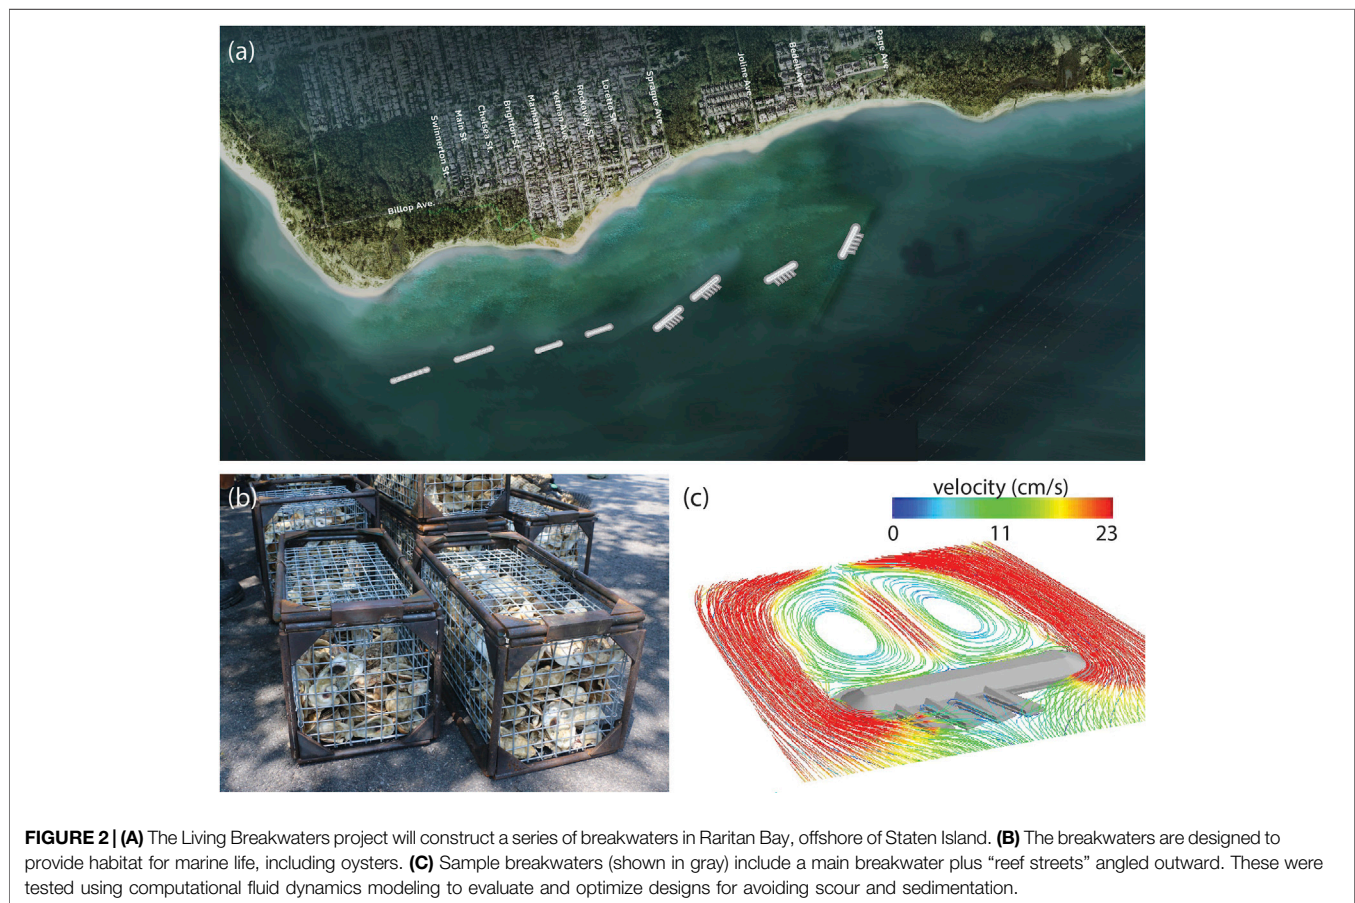 (a)
Swinnerton St.
Main St
Chelsea St.
Brighton St.
Manhattan St
Yetman Ave.
Rockaway St.
Loretto St.
Sprague Ave.
Joline Ave.
Bedell Ave.
Page Ave
Billop Ave.
(b)
(c)
velocity (cm/s)
0 11 23
FIGURE 2 | (A) The Living Breakwaters project will construct a series of breakwaters in Raritan Bay, offshore of Staten Island. (B) The breakwaters are designed to
provide habitat for marine life, including oysters. (C) Sample breakwaters (shown in gray) include a main breakwater plus “reef streets” angled outward. These were
tested using computational fluid dynamics modeling to evaluate and optimize designs for avoiding scour and sedimentation.